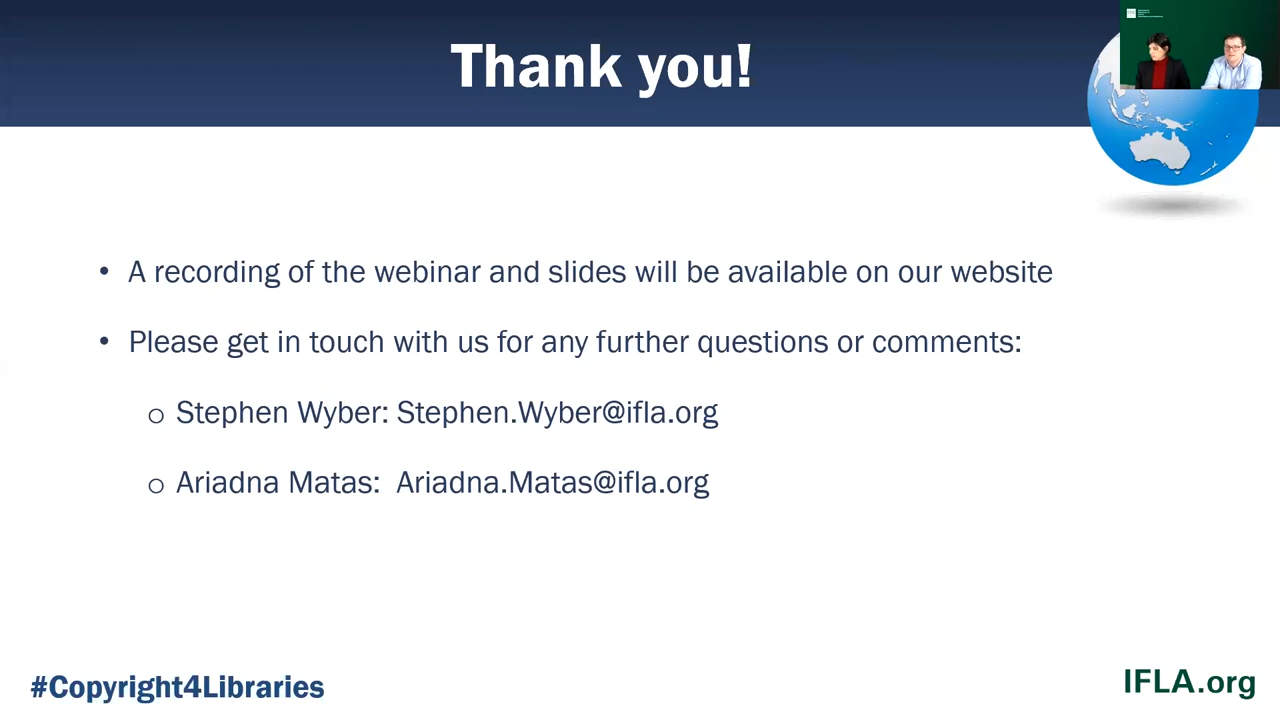 Thank you!
• A recording of the webinar and slides will be available on our website
• Please get in touch with us for any further questions or comments:
o Stephen Wyber: Stephen.Wyber@ifla.org
o Ariadna Matas: Ariadna.Matas@ifla.org
#Copyright4Libraries
IFLA.org